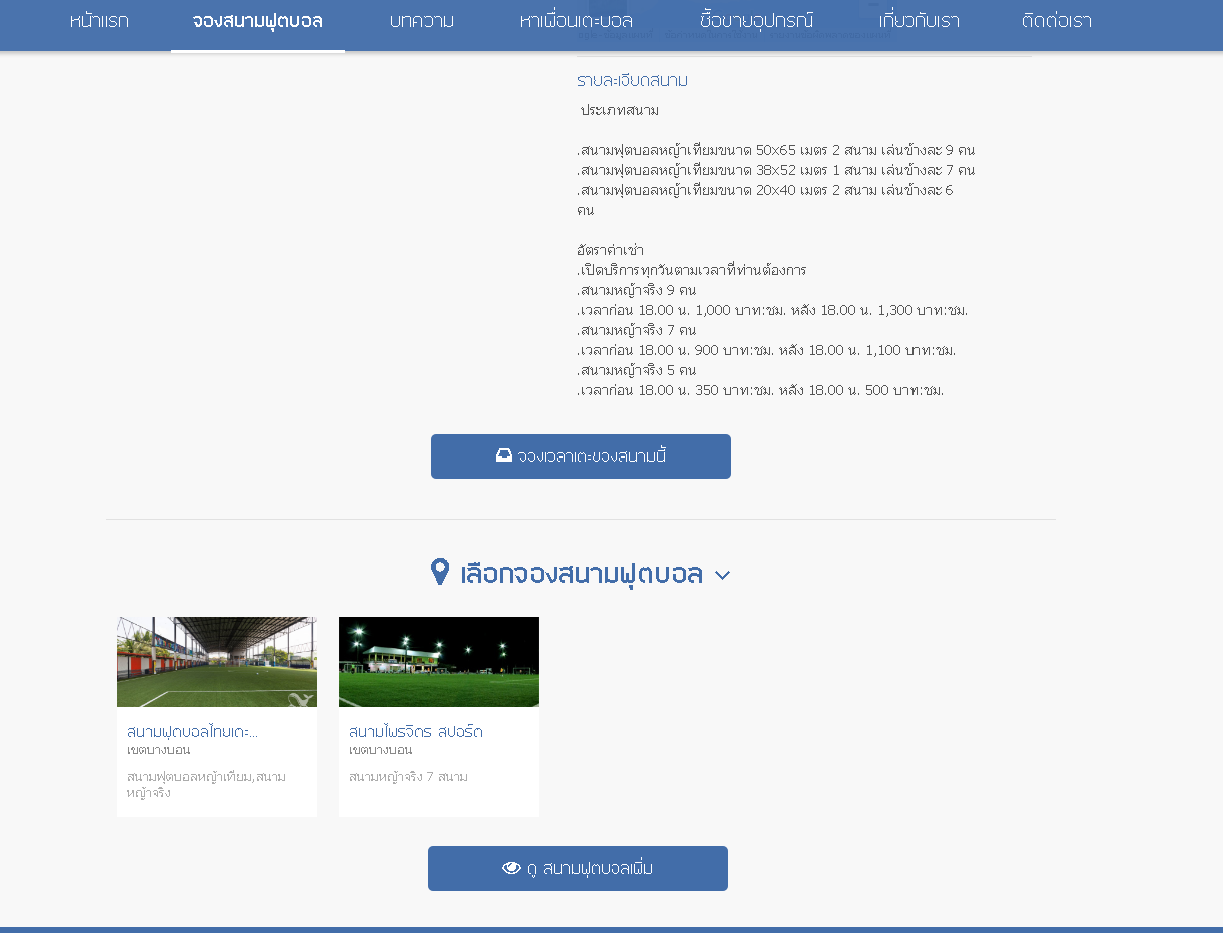 หน้าแรก
จองสนามฟุตบอล
บทความ
หาเพื่อนเตะบอล
ซื้อขายอุปกรณ์
เกี่ยวกับเรา
ติดต่อเรา
รายละเอียดสนาม
ประเภทสนาม
.สนามฟุตบอลหญ้าเทียมขนาด 50x65 เมตร 2 สนาม เล่นข้างละ 9 คน
.สนามฟุตบอลหญ้าเทียมขนาด 38x52 เมตร 1 สนาม เล่นข้างละ 7 คน
.สนามฟุตบอลหญ้าเทียมขนาด 20x40 เมตร 2 สนาม เล่นข้างละ 6
คน
อัตราค่าเช่า
.เปิดบริการทุกวันตามเวลาที่ท่านต้องการ
.สนามหญ้าจริง 9 คน
.เวลาก่อน 18.00 น. 1,000 บาท:ชม. หลัง 18.00 น. 1,300 บาท:ชม.
.สนามหญ้าจริง 7 คน
.เวลาก่อน 18.00 น. 900 บาท:ชม. หลัง 18.00 น. 1,100 บาท:ชม.
.สนามหญ้าจริง 5 คน
.เวลาก่อน 18.00 น. 350 บาท:ชม. หลัง 18.00 น. 500 บาท:ชม.
จองเวลาเตะของสนามนี้
เลือกจองสนามฟุตบอล
สนามฟุตบอลไทยเตะ...
เขตบางบอน
สนามฟุตบอลหญ้าเทียม,สนาม
หญ้าจริง
สนามไพรจิตร สปอร์ต
เขตบางบอน
สนามหญ้าจริง 7 สนาม
ดู สนามฟุตบอลเพิ่ม